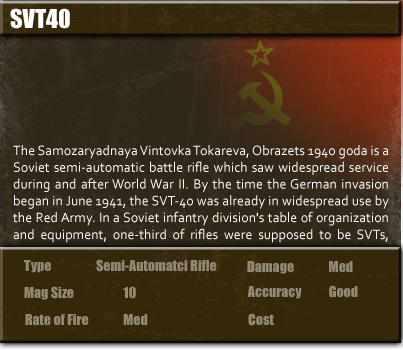 SVT40
The Samozaryadnaya Vintovka Tokareva, Obrazets 1940 goda is a
Soviet semi-automatic battle rifle which saw widespread service
during and after World War II. By the time the German invasion
began in June 1941, the SVT-40 was already in widespread use by
the Red Army. In a Soviet infantry division's table of organization
and equipment, one-third of rifles were supposed to be SVTs,
Type Semi-Automatci Rifle Damage Med
Mag Size 10 Accuracy Good
Rate of Fire Med Cost